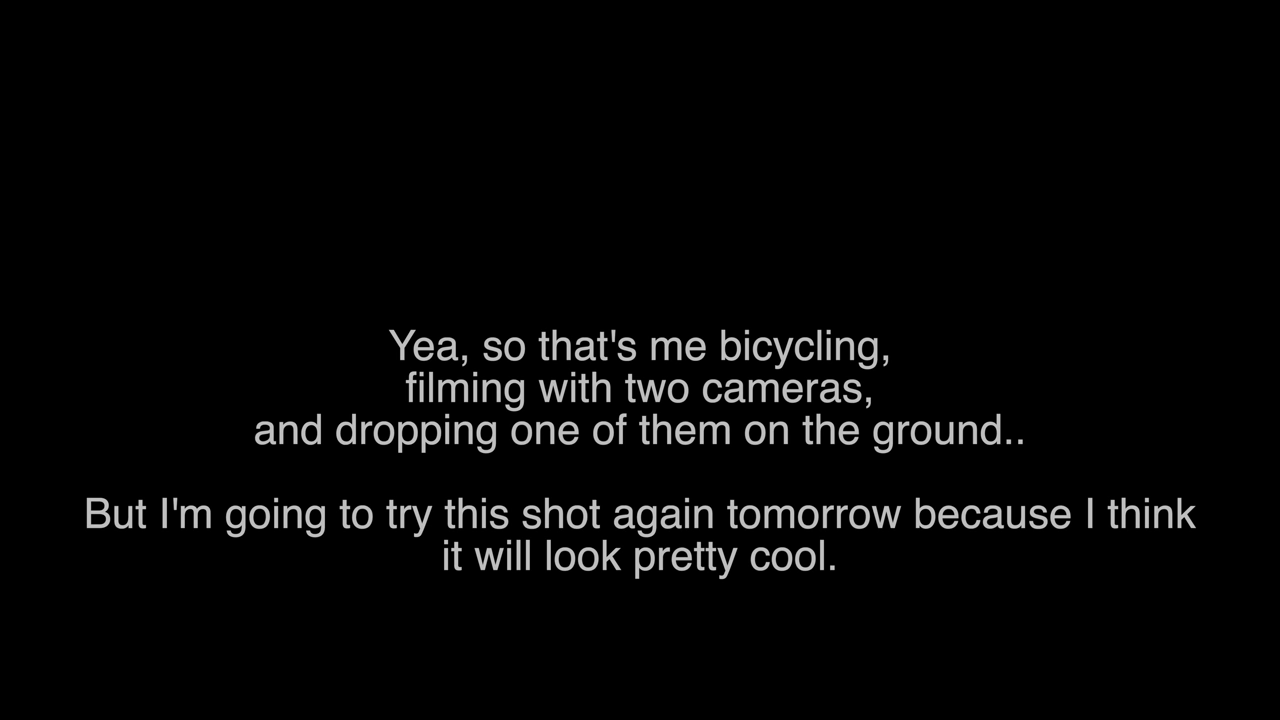 Yea, so that's me bicycling,
filming with two cameras,
and dropping one of them on the ground..
But I'm going to try this shot again tomorrow because I think
it will look pretty cool.